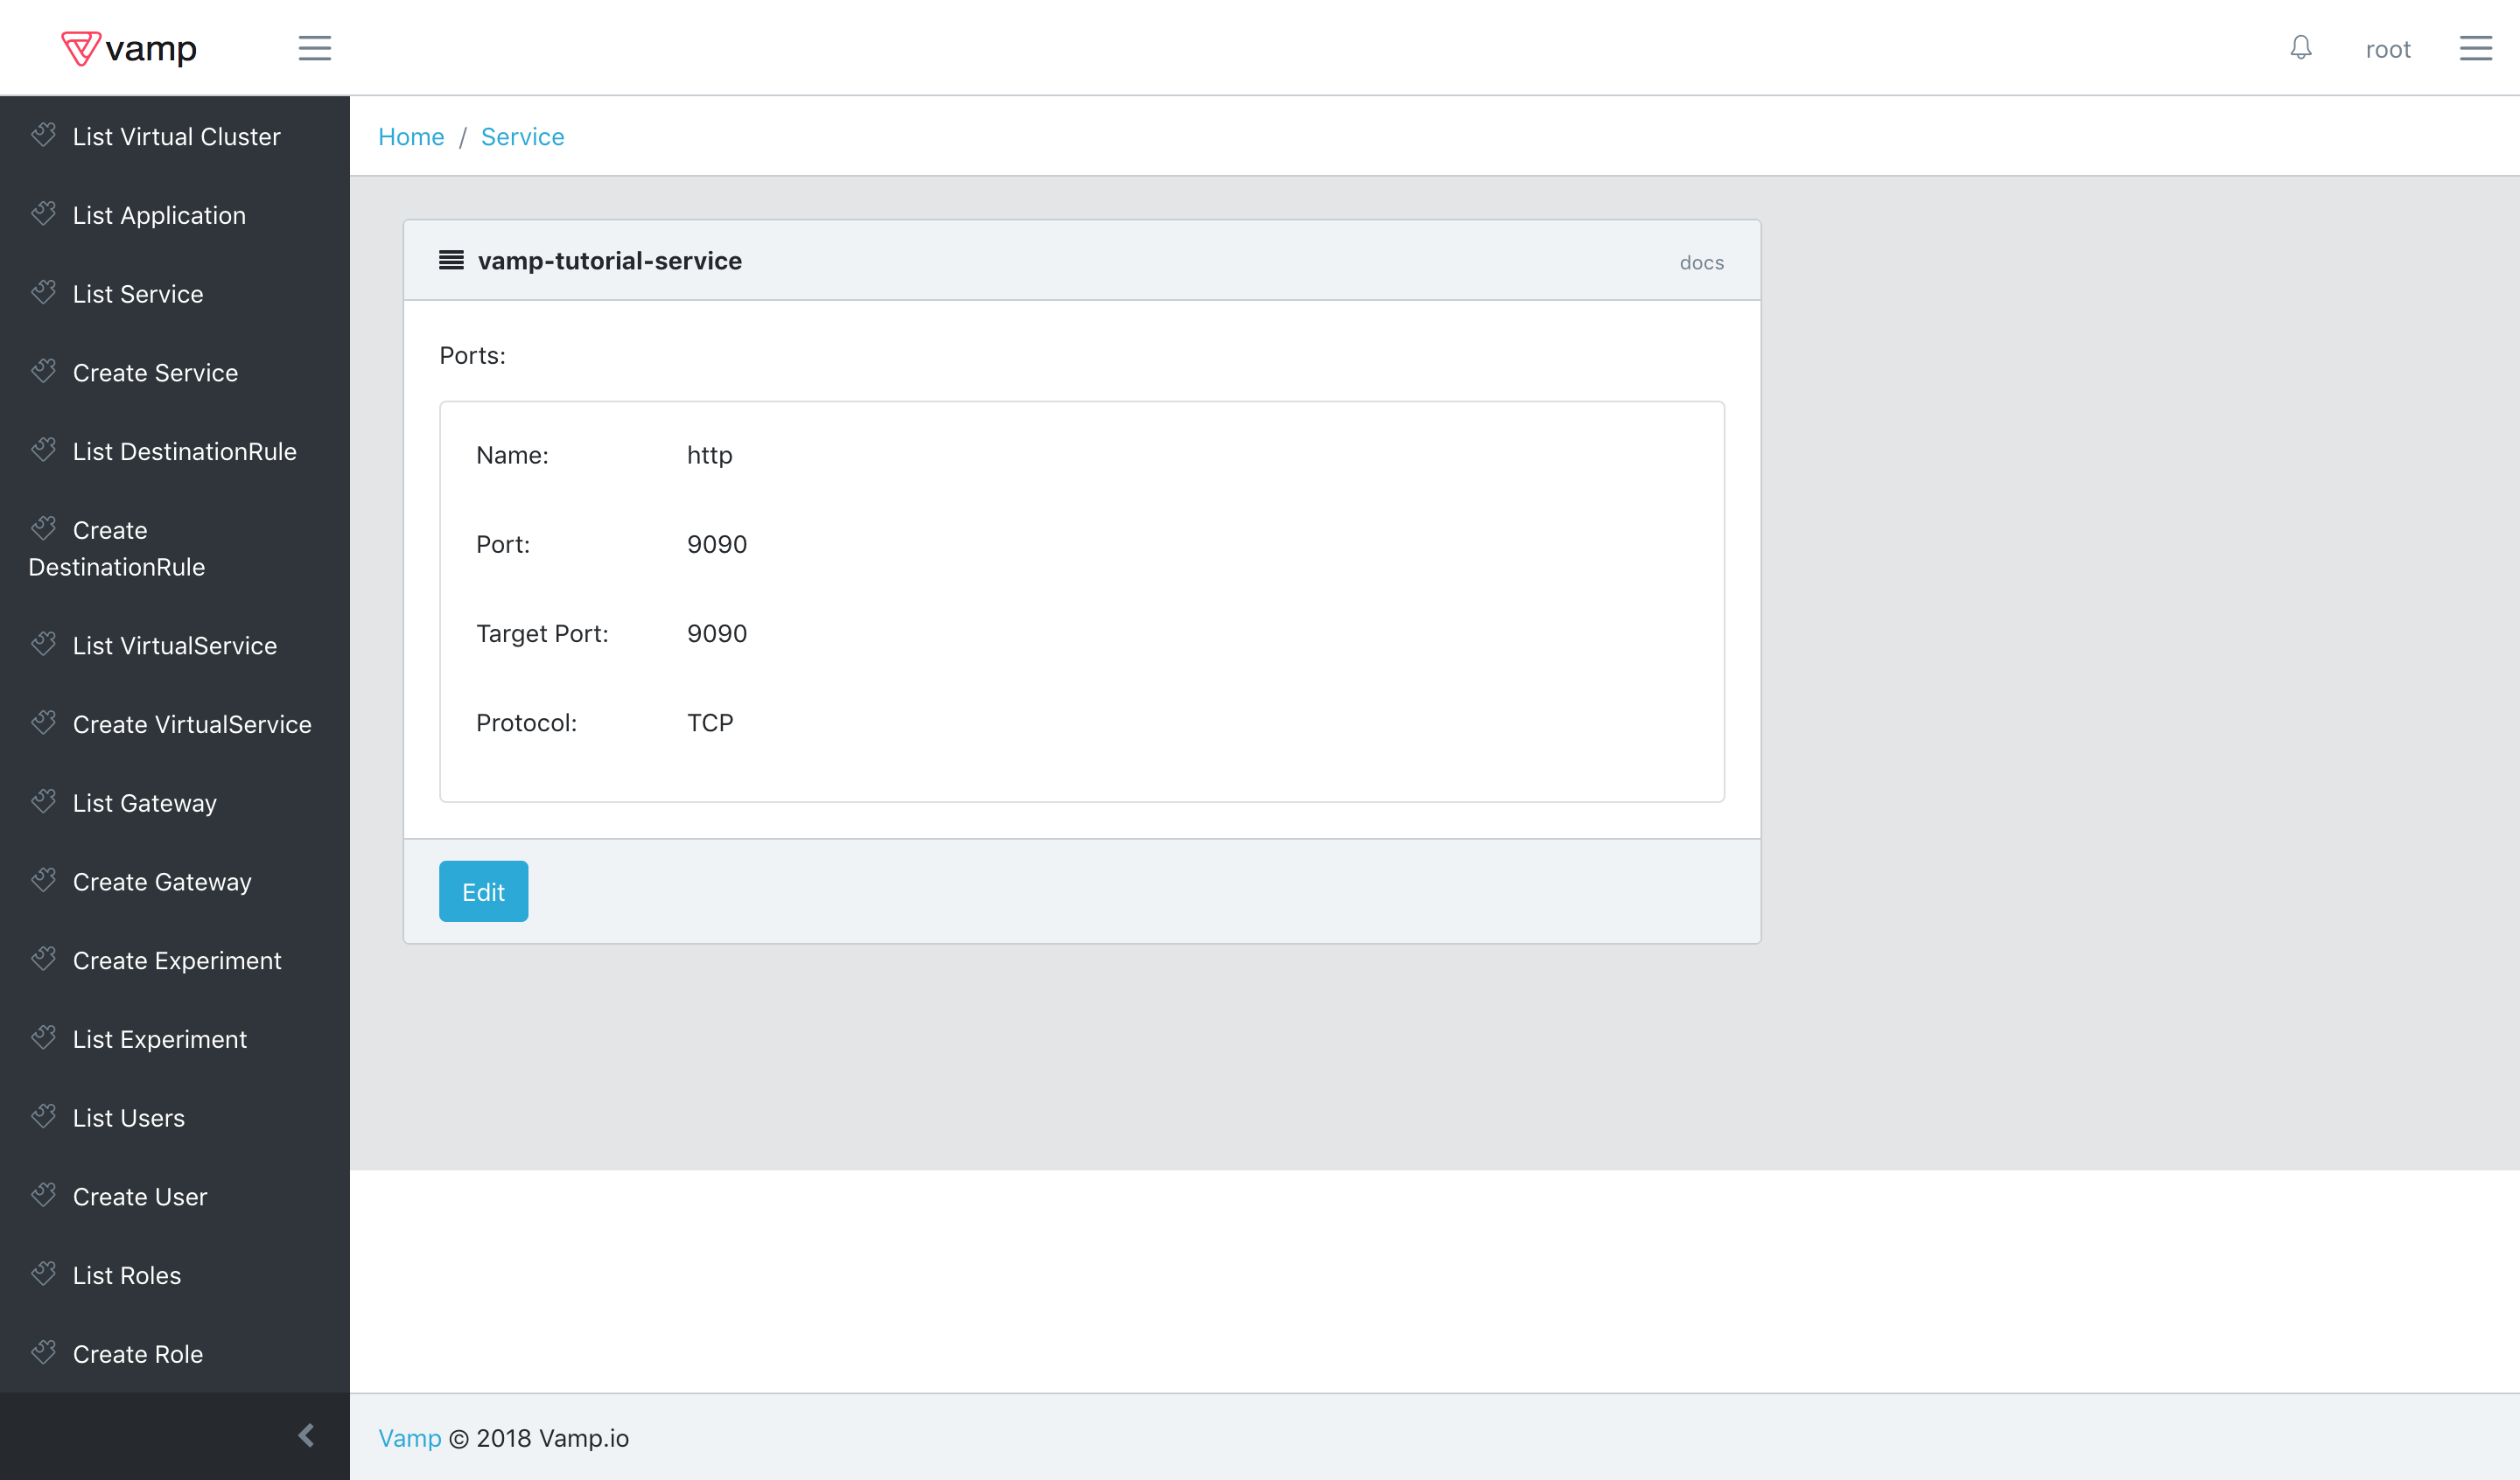 vamp
root
List Virtual Cluster
List Application
List Service
Create Service
List DestinationRule
Create
DestinationRule
List VirtualService
Create VirtualService
List Gateway
Create Gateway
Create Experiment
List Experiment
List Users
Create User
List Roles
Create Role
Home / Service
vamp-tutorial-service
docs
Ports:
Name: http
Port: 9090
Target Port: 9090
Protocol: TCP
Edit
Vamp © 2018 Vamp.io